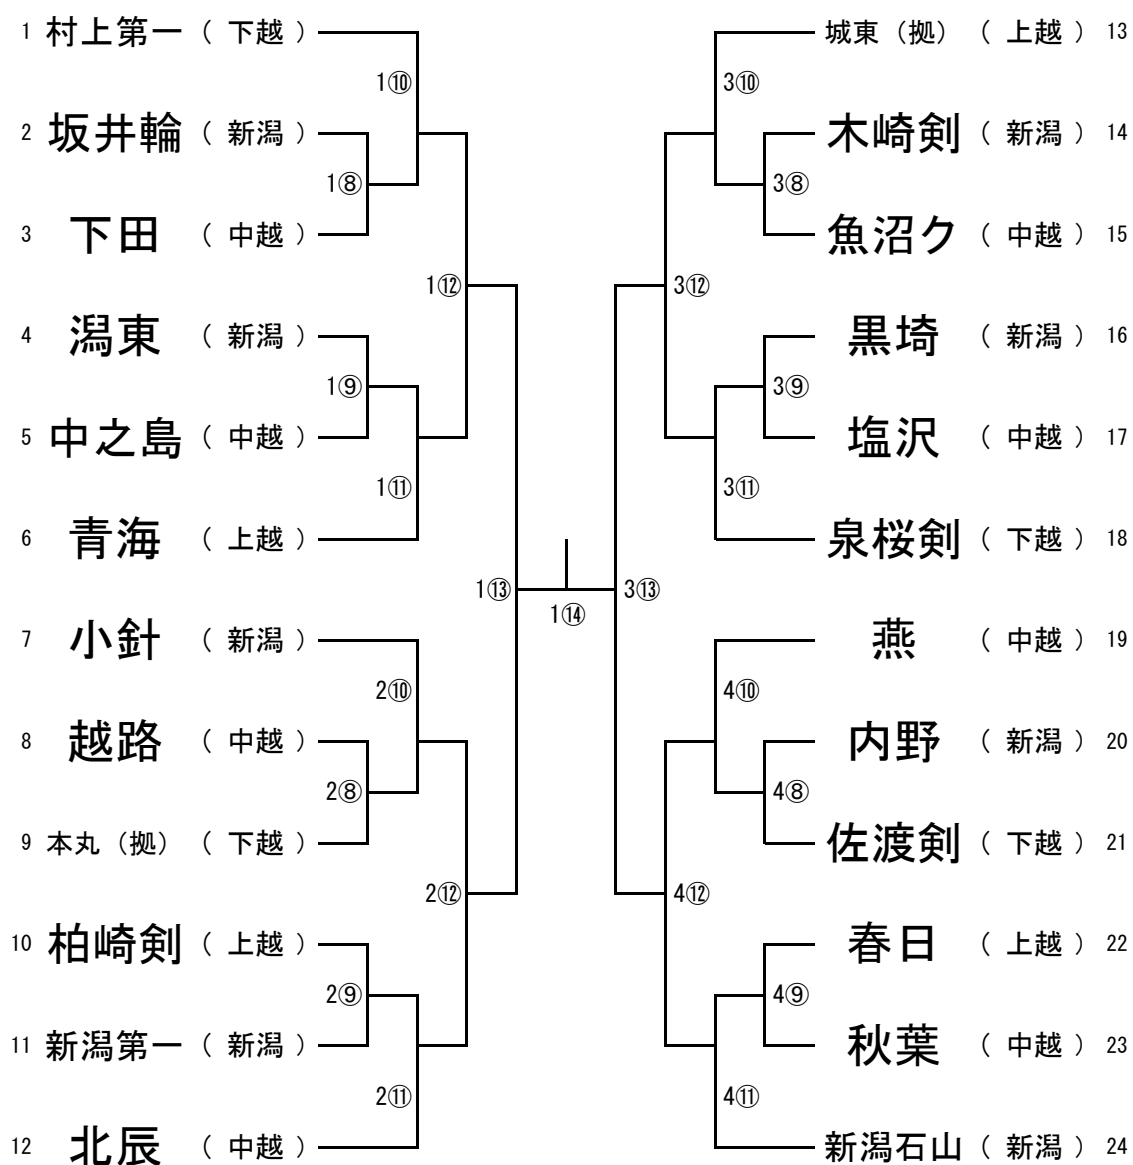 1 村上第一 ( 下越 )
1⑩
2 坂井輪 ( 新潟 )
1⑧
3 下田 ( 中越 )
1⑫
4 潟東 ( 新潟 )
1⑨
5 中之島 ( 中越 )
1⑪
6 青海 ( 上越 )
1⑬
7 小針 ( 新潟 )
2⑩
8 越路 ( 中越 )
2⑧
9 本丸（拠） ( 下越 )
2⑫
10 柏崎剣 ( 上越 )
2⑨
11 新潟第一 ( 新潟 )
2⑪
12 北辰 ( 中越 )
1⑭
城東（拠） ( 上越 ) 13
3⑩
木崎剣 ( 新潟 ) 14
3⑧
魚沼ク ( 中越 ) 15
3⑫
黒埼 ( 新潟 ) 16
3⑨
塩沢 ( 中越 ) 17
3⑪
泉桜剣 ( 下越 ) 18
3⑬
燕 ( 中越 ) 19
4⑩
内野 ( 新潟 ) 20
4⑧
佐渡剣 ( 下越 ) 21
4⑫
春日 ( 上越 ) 22
4⑨
秋葉 ( 中越 ) 23
4⑪
新潟石山 ( 新潟 ) 24